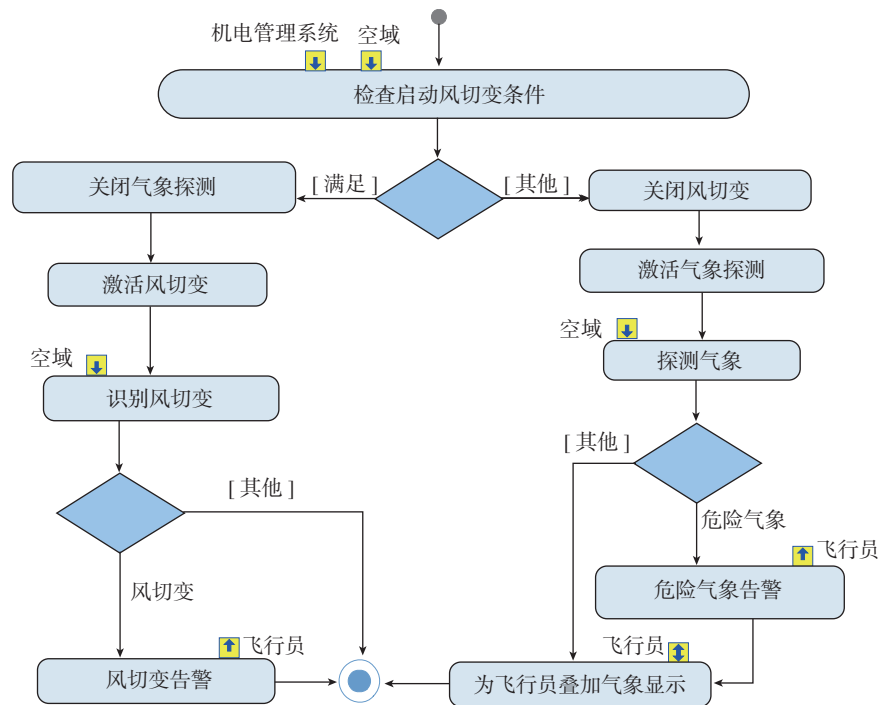 机电管理系统
空域
检查启动风切变条件
关闭气象探测
[ 满足 ]
[ 其他 ]
关闭风切变
激活风切变
激活气象探测
空域
空域
识别风切变
探测气象
[ 其他 ]
[ 其他 ]
危险气象
飞行员
风切变
危险气象告警
飞行员
飞行员
风切变告警
为飞行员叠加气象显示